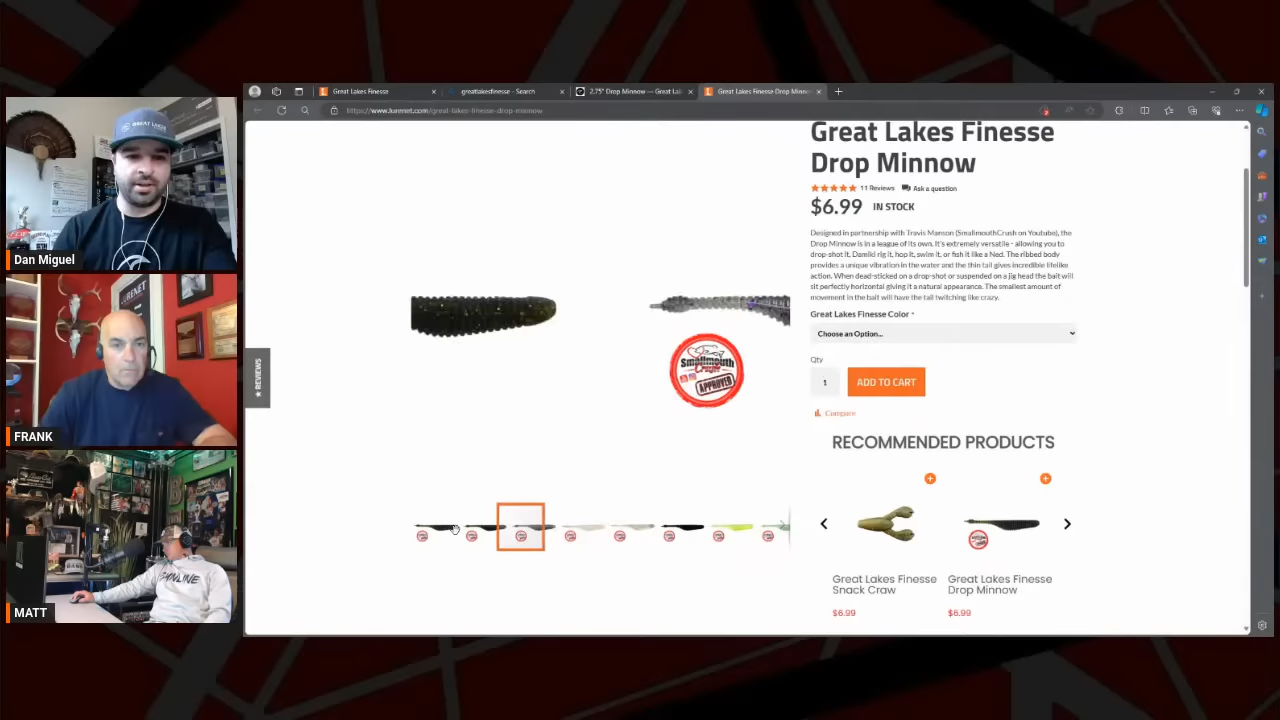 Great Lakes Finesse
greatlakesfinesse - Search
2.75" Drop Minnow — Great Lak
Great Lakes Finesse Drop Minno
https://www.lurenet.com/great-lakes-finesse-drop-minnow
Great Lakes Finesse
Drop Minnow
11 Reviews
Ask a question
$6.99
IN STOCK
Designed in partnership with Travis Manson (SmallmouthCrush on Youtube), the
Drop Minnow is in a league of its own. It's extremely versatile - allowing you to
drop-shot it, Damiki rig it, hop it, swim it, or fish it like a Ned. The ribbed body
provides a unique vibration in the water and the thin tail gives incredible lifelike
action. When dead-sticked on a drop-shot or suspended on a jig head the bait will
sit perfectly horizontal giving it a natural appearance. The smallest amount of
movement in the bait will have the tail twitching like crazy.
Great Lakes Finesse Color *
Choose an Option...
Qty
1
ADD TO CART
Compare
RECOMMENDED PRODUCTS
Great Lakes Finesse
Snack Craw
$6.99
Great Lakes Finesse
Drop Minnow
$6.99
★ REVIEWS
Smallmouth
Crush
APPROVED
GREAT LAKES
Dan Miguel
LURENET
FRANK
SUNLINE
MATT